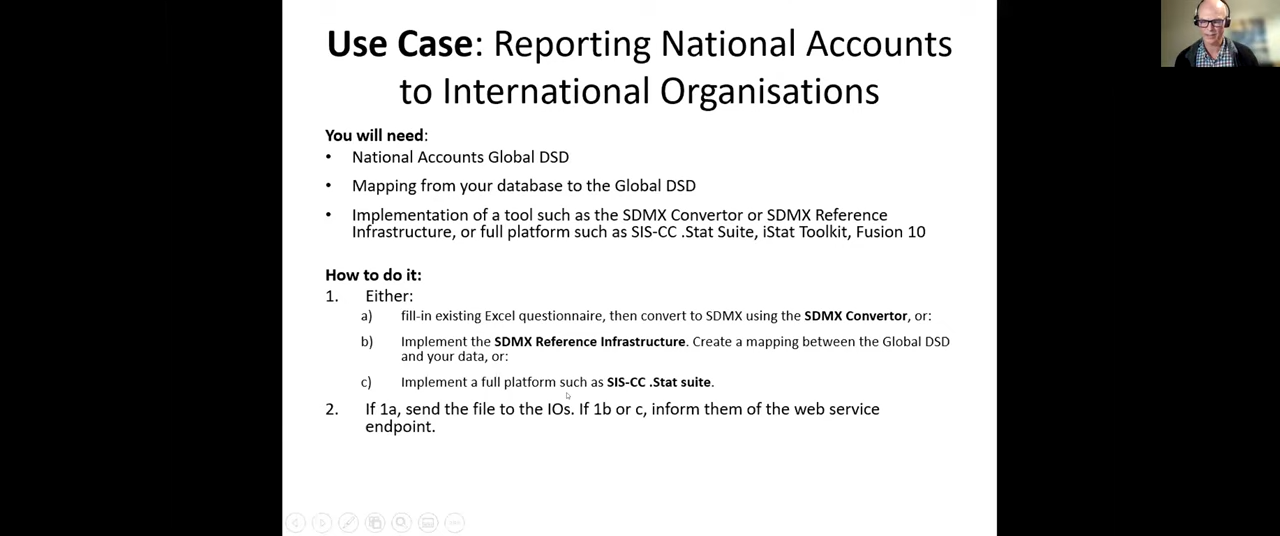 Use Case: Reporting National Accounts
to International Organisations
You will need:
• National Accounts Global DSD
• Mapping from your database to the Global DSD
• Implementation of a tool such as the SDMX Convertor or SDMX Reference
Infrastructure, or full platform such as SIS-CC .Stat Suite, iStat Toolkit, Fusion 10
How to do it:
1. Either:
a) fill-in existing Excel questionnaire, then convert to SDMX using the SDMX Convertor, or:
b) Implement the SDMX Reference Infrastructure. Create a mapping between the Global DSD
and your data, or:
c) Implement a full platform such as SIS-CC .Stat suite.
2. If 1a, send the file to the IOs. If 1b or c, inform them of the web service
endpoint.